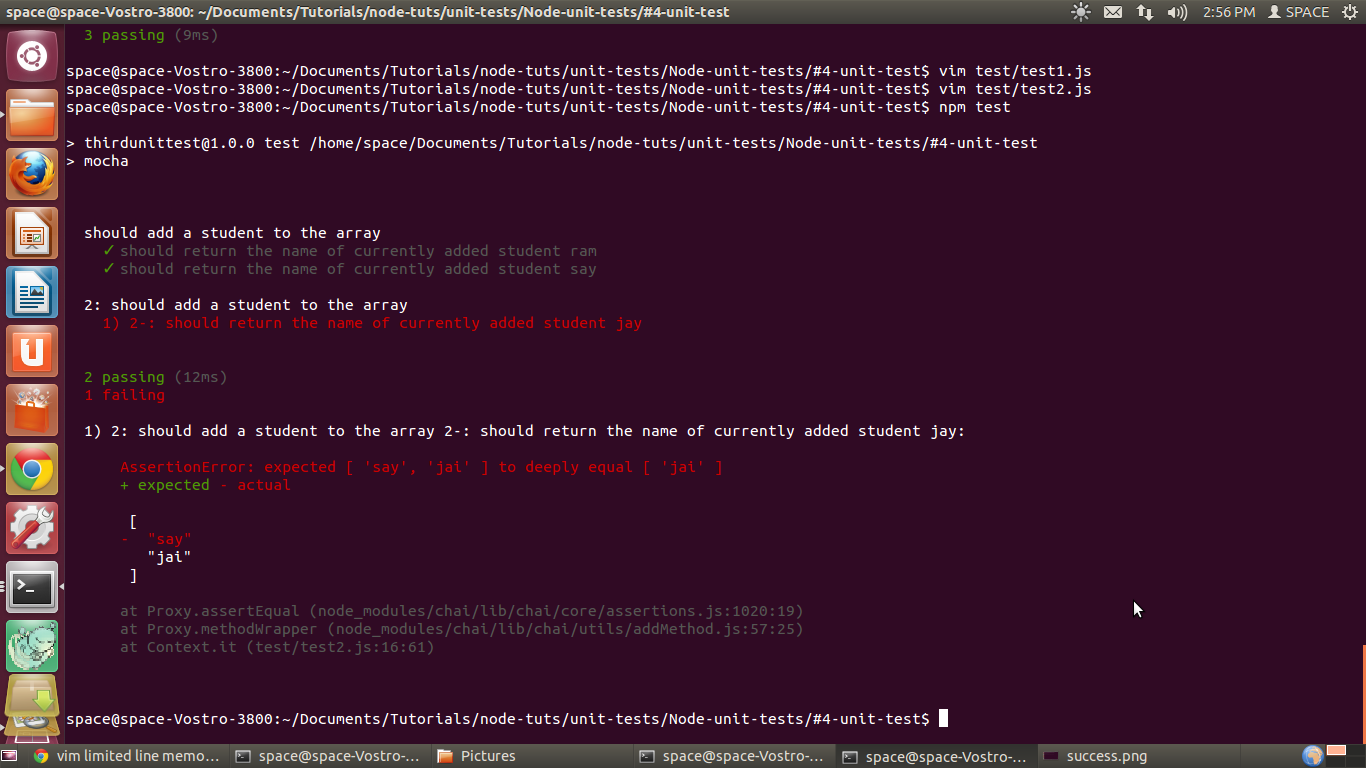 space@space-Vostro-3800: ~/Documents/Tutorials/node-tuts/unit-tests/Node-unit-tests/#4-unit-test
2:56 PM
SPACE
3 passing (9ms)
space@space-Vostro-3800:~/Documents/Tutorials/node-tuts/unit-tests/Node-unit-tests/#4-unit-test$ vim test/test1.js
space@space-Vostro-3800:~/Documents/Tutorials/node-tuts/unit-tests/Node-unit-tests/#4-unit-test$ vim test/test2.js
space@space-Vostro-3800:~/Documents/Tutorials/node-tuts/unit-tests/Node-unit-tests/#4-unit-test$ npm test
> thirdunittest@1.0.0 test /home/space/Documents/Tutorials/node-tuts/unit-tests/Node-unit-tests/#4-unit-test
> mocha
should add a student to the array
✓ should return the name of currently added student ram
✓ should return the name of currently added student say
2: should add a student to the array
1) 2-: should return the name of currently added student jay
2 passing (12ms)
1 failing
1) 2: should add a student to the array 2-: should return the name of currently added student jay:
AssertionError: expected [ 'say', 'jai' ] to deeply equal [ 'jai' ]
+ expected - actual
[
- "say"
"jai"
]
at Proxy.assertEqual (node_modules/chai/lib/chai/core/assertions.js:1020:19)
at Proxy.methodWrapper (node_modules/chai/lib/chai/utils/addMethod.js:57:25)
at Context.it (test/test2.js:16:61)
space@space-Vostro-3800:~/Documents/Tutorials/node-tuts/unit-tests/Node-unit-tests/#4-unit-test$
vim limited line memo...
space@space-Vostro-...
Pictures
space@space-Vostro-...
space@space-Vostro-...
success.png